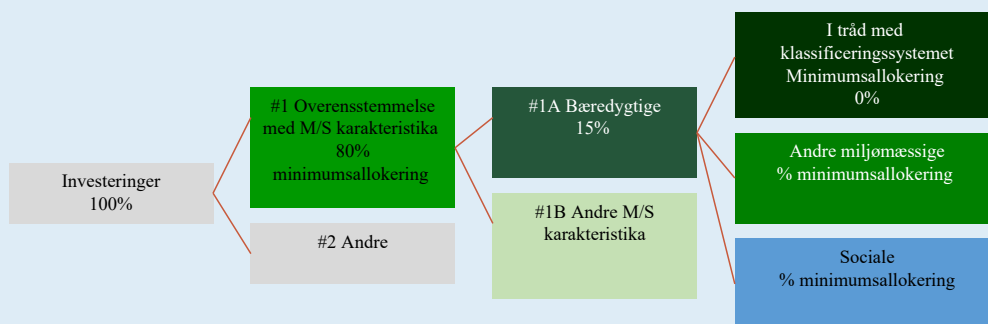 Investeringer
100%
#1 Overensstemmelse
med M/S karakteristika
80%
minimumsallokering
#2 Andre
#1A Bæredygtige
15%
#1B Andre M/S
karakteristika
I tråd med
klassificeringssystemet
Minimumsallokering
0%
Andre miljømæssige
% minimumsallokering
Sociale
% minimumsallokering